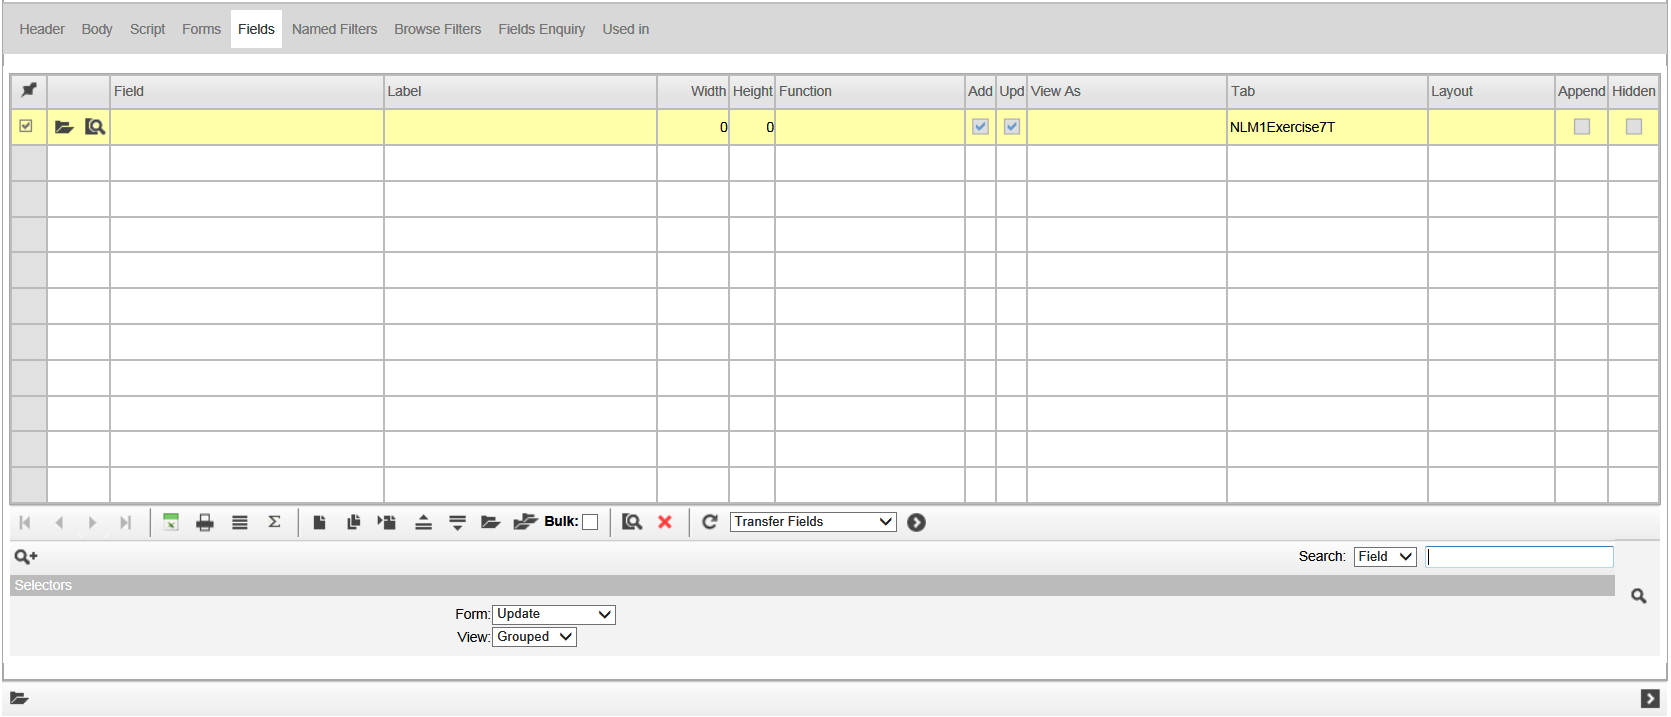 Header Body Script Forms Fields Named Filters Browse Filters Fields Enquiry Used in
Field Label Width Height Function Add Upd View As Tab Layout Append Hidden
0 0 NLM1Exercise7T
Σ Bulk: Transfer Fields
Search: Field
Selectors
Form: Update
View: Grouped